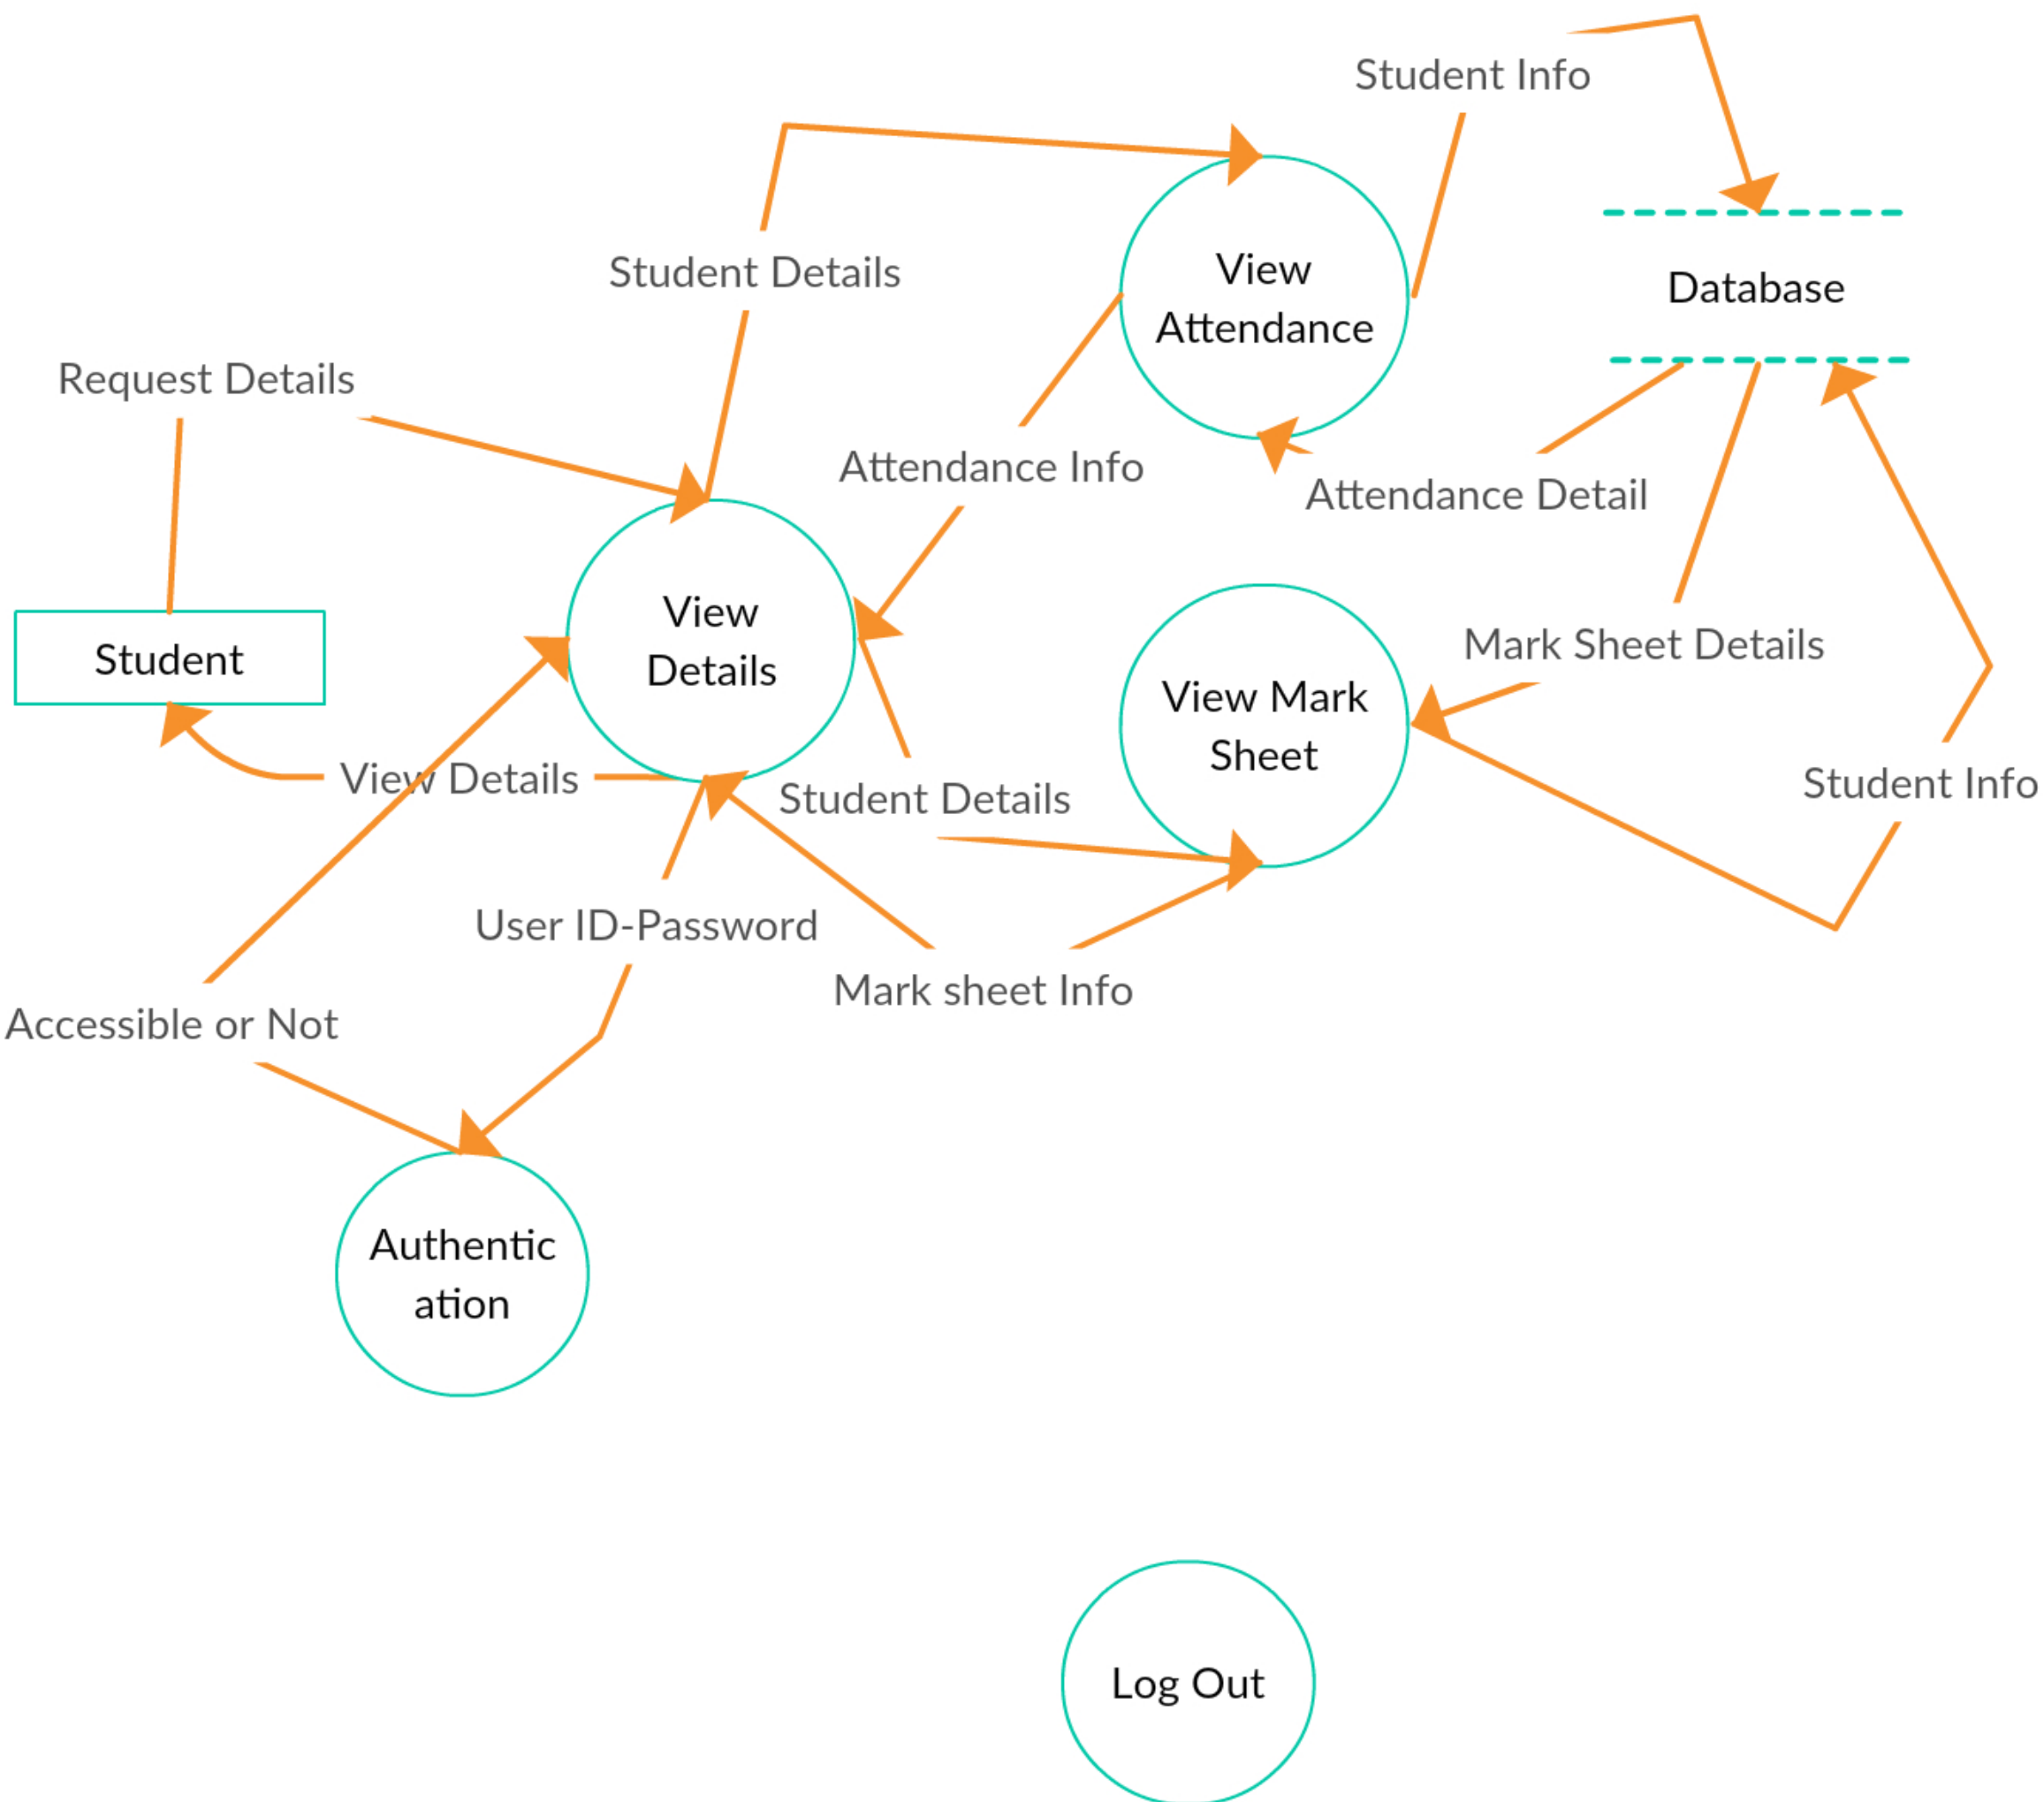 Student Info
Student Details
View
Attendance
Database
Request Details
Attendance Info
Attendance Detail
View
Details
Student
Mark Sheet Details
View Mark
Sheet
View Details
Student Details
Student Info
User ID-Password
Mark sheet Info
Accessible or Not
Authentic
ation
Log Out